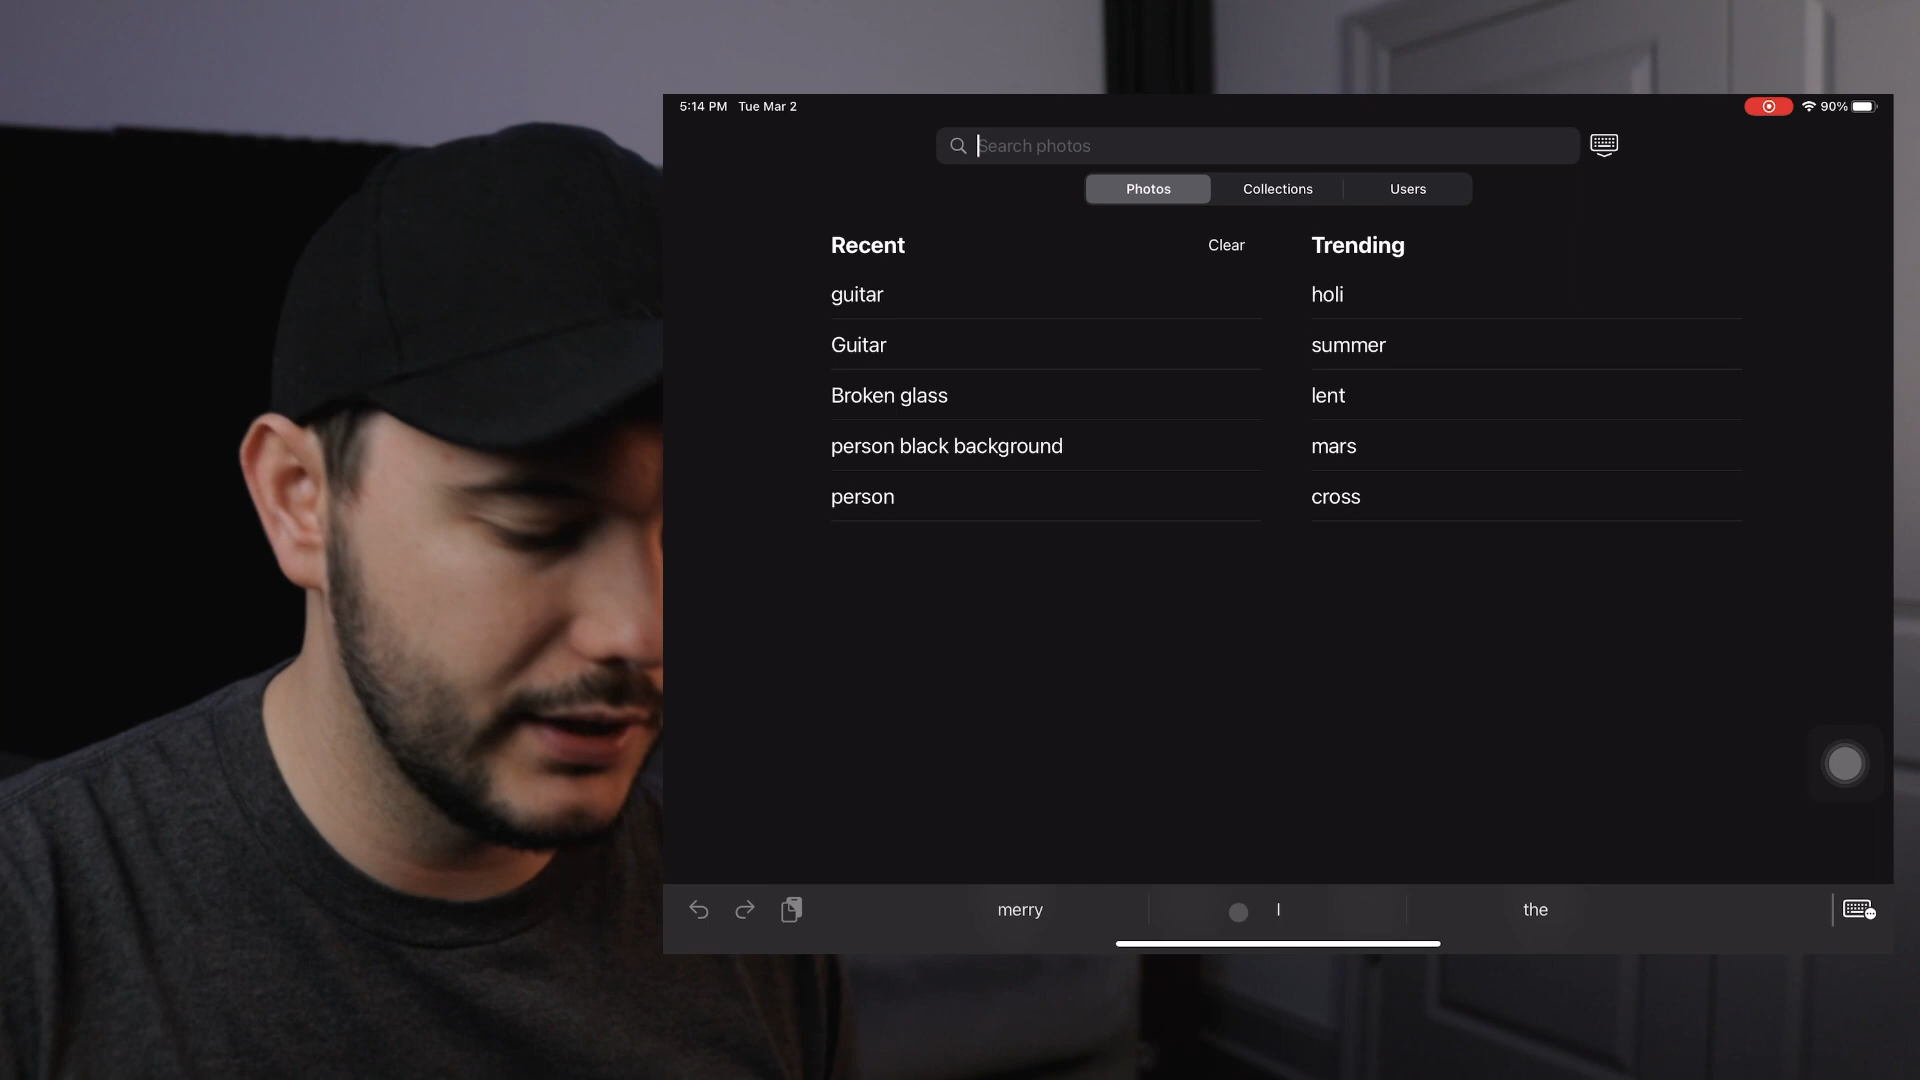 5:14 PM Tue Mar 2
90%
Search photos
Photos Collections Users
Recent Clear
guitar
Guitar
Broken glass
person black background
person
Trending
holi
summer
lent
mars
cross
merry I the